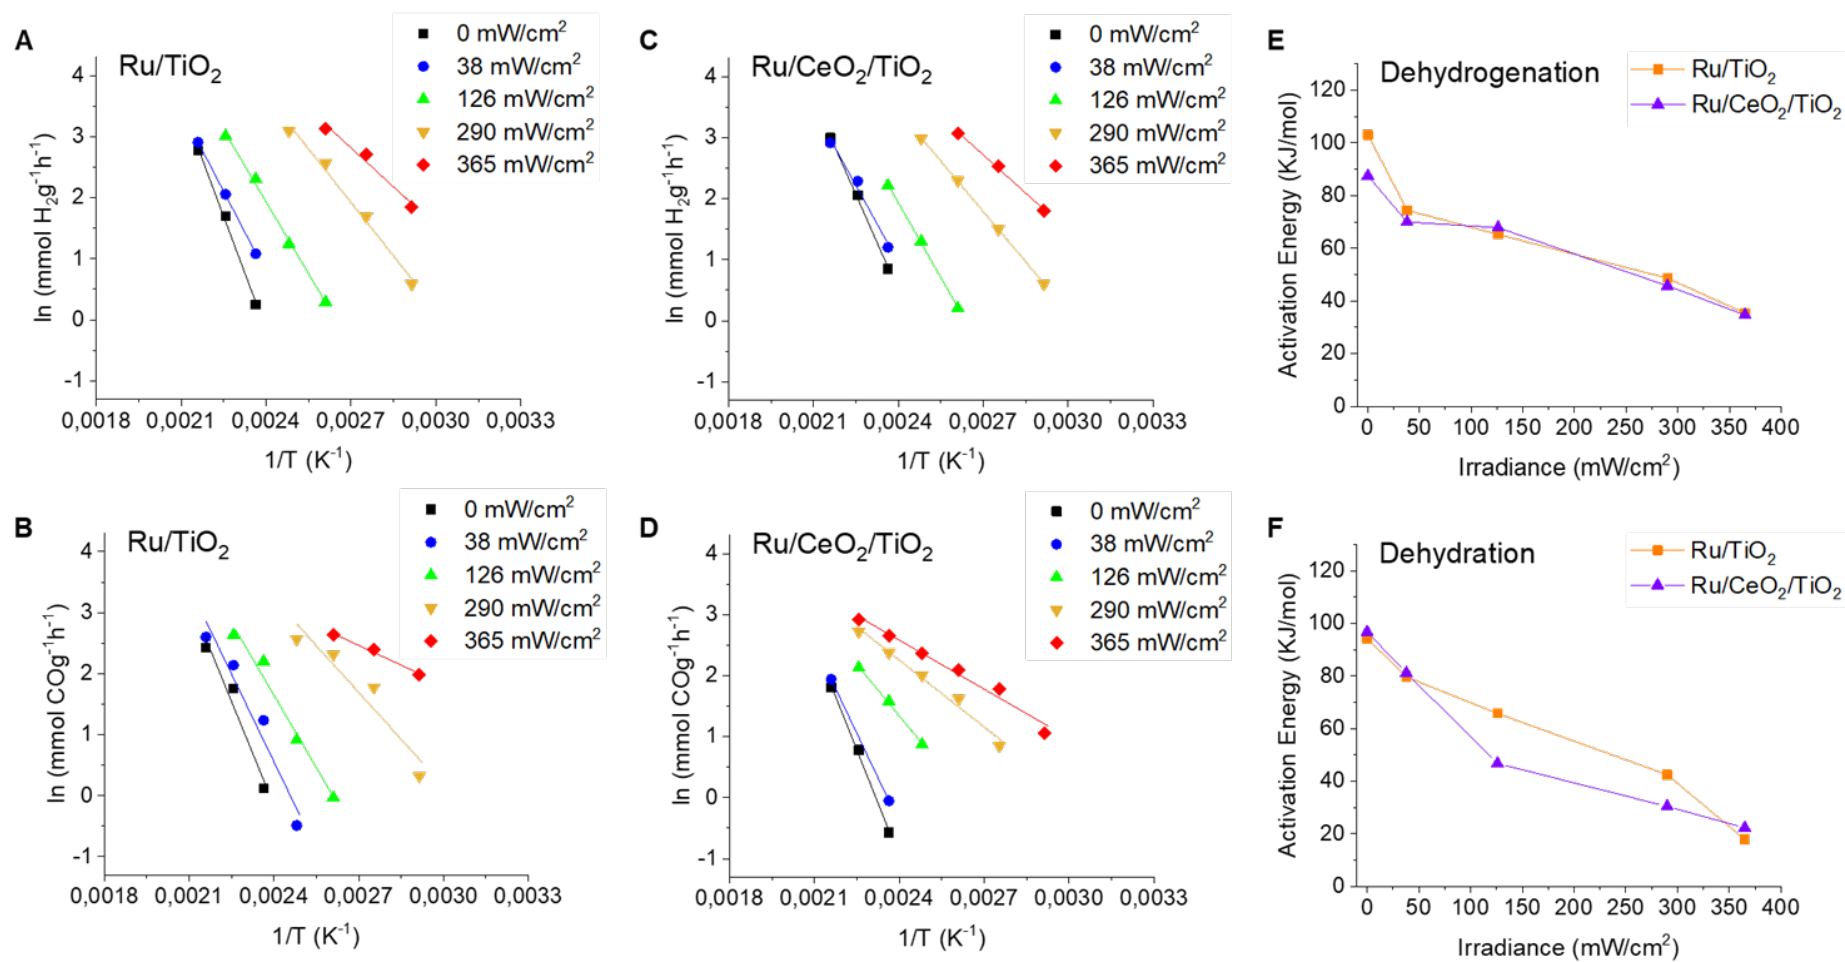 A
Ru/TiO₂
0 mW/cm²
38 mW/cm²
126 mW/cm²
290 mW/cm²
365 mW/cm²
ln (mmol H₂g⁻¹h⁻¹)
4
3
2
1
0
-1
0,0018 0,0021 0,0024 0,0027 0,0030 0,0033
1/T (K⁻¹)
C
Ru/CeO₂/TiO₂
0 mW/cm²
38 mW/cm²
126 mW/cm²
290 mW/cm²
365 mW/cm²
ln (mmol H₂g⁻¹h⁻¹)
4
3
2
1
0
-1
0,0018 0,0021 0,0024 0,0027 0,0030 0,0033
1/T (K⁻¹)
E
Dehydrogenation
Ru/TiO₂
Ru/CeO₂/TiO₂
Activation Energy (KJ/mol)
120
100
80
60
40
20
0
0 50 100 150 200 250 300 350 400
Irradiance (mW/cm²)
B
Ru/TiO₂
0 mW/cm²
38 mW/cm²
126 mW/cm²
290 mW/cm²
365 mW/cm²
ln (mmol COg⁻¹h⁻¹)
4
3
2
1
0
-1
0,0018 0,0021 0,0024 0,0027 0,0030 0,0033
1/T (K⁻¹)
D
Ru/CeO₂/TiO₂
0 mW/cm²
38 mW/cm²
126 mW/cm²
290 mW/cm²
365 mW/cm²
ln (mmol COg⁻¹h⁻¹)
4
3
2
1
0
-1
0,0018 0,0021 0,0024 0,0027 0,0030 0,0033
1/T (K⁻¹)
F
Dehydration
Ru/TiO₂
Ru/CeO₂/TiO₂
Activation Energy (KJ/mol)
120
100
80
60
40
20
0
0 50 100 150 200 250 300 350 400
Irradiance (mW/cm²)